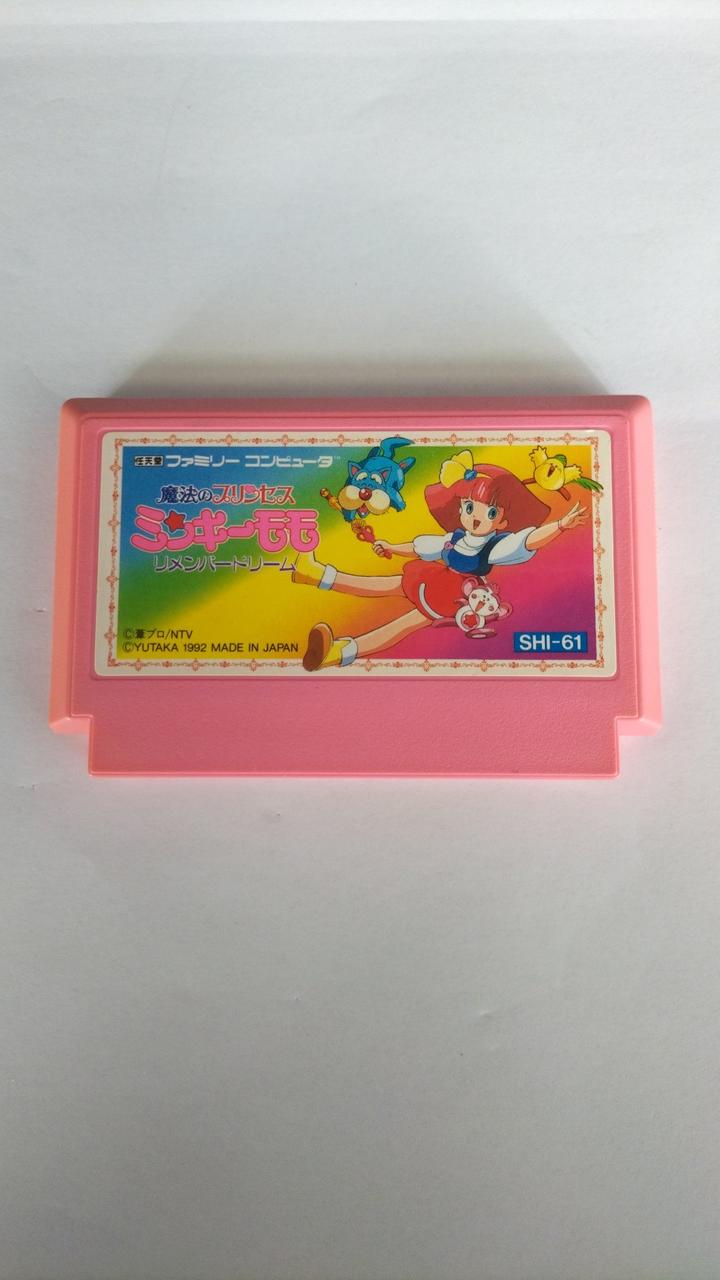 任天堂 ファミリー コンピュータ™
魔法のプリンセス
ミンキーモモ
リメンバードリーム
©葦プロ/NTV
©YUTAKA 1992 MADE IN JAPAN
SHI-61